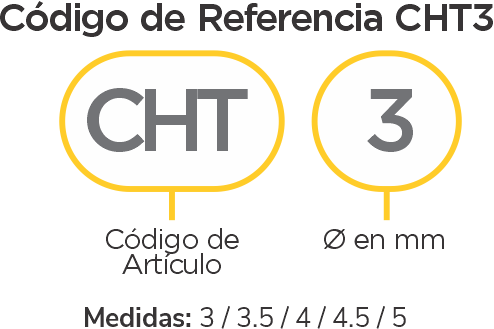 Código de Referencia CHT3
CHT 3
Código de Artículo
Ø en mm
Medidas: 3 / 3.5 / 4 / 4.5 / 5